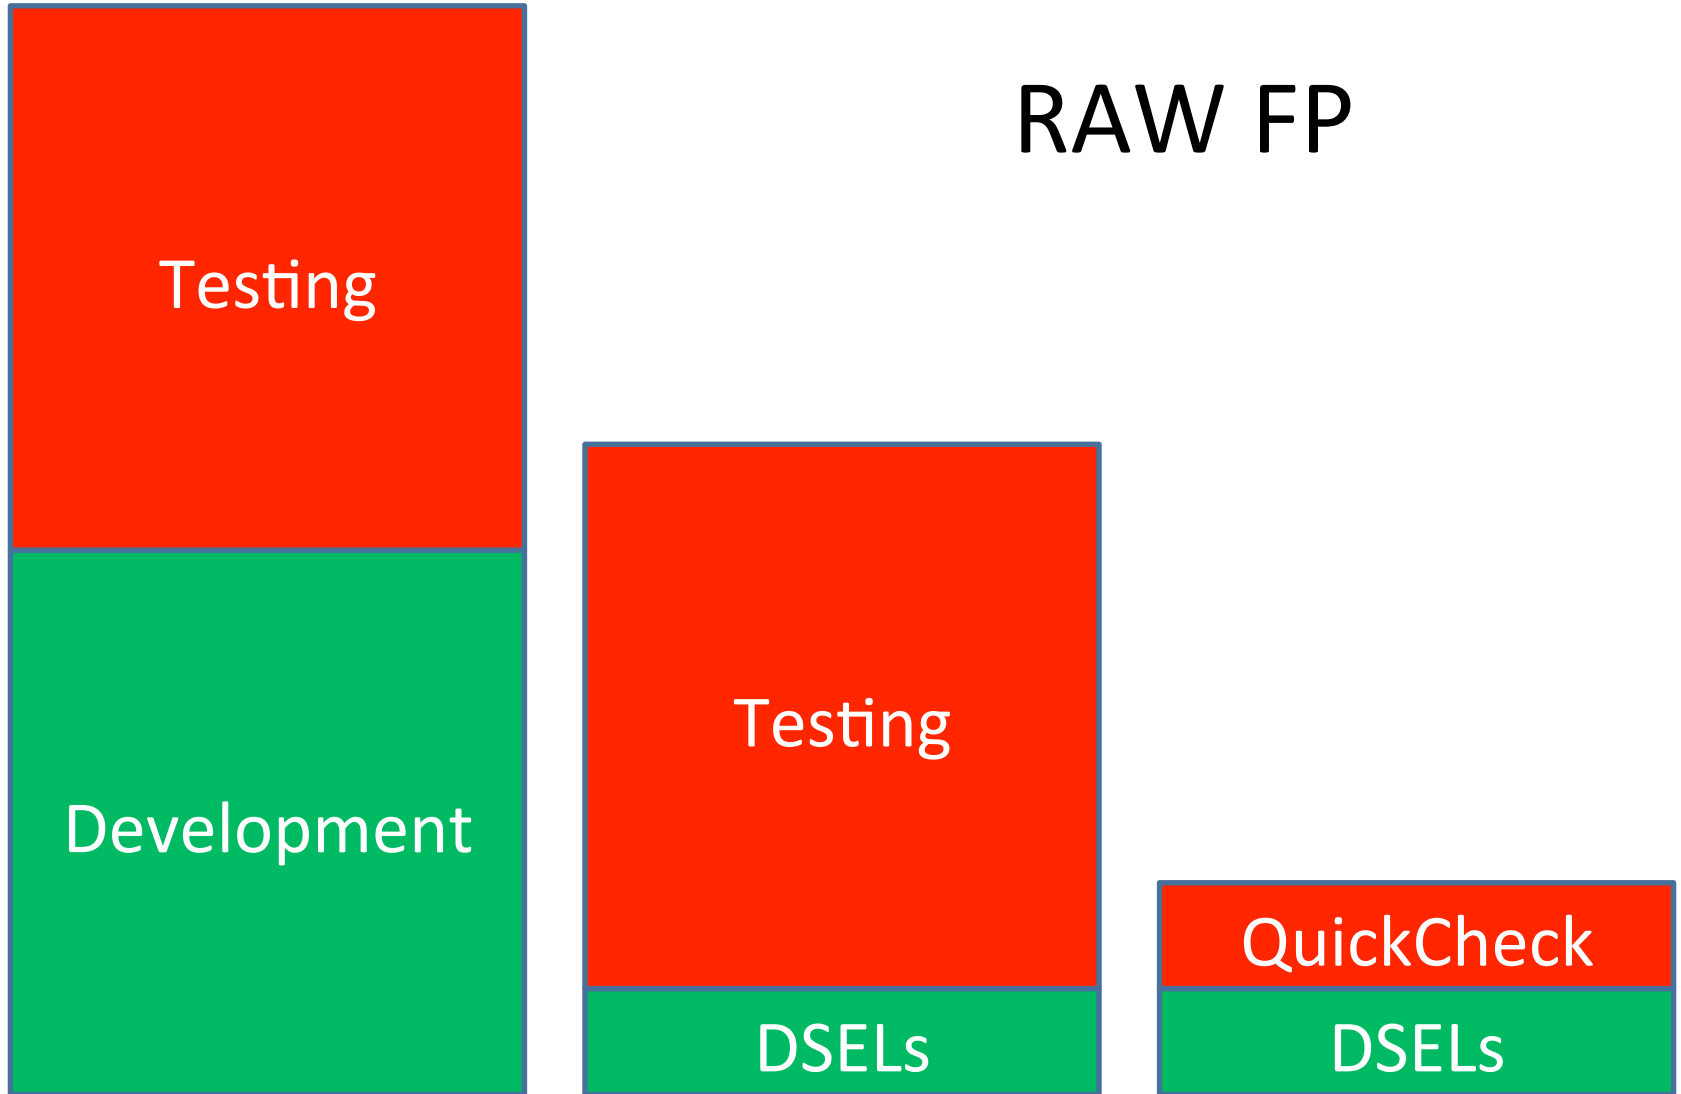 RAW FP
Testing
Development
Testing
DSELs
QuickCheck
DSELs